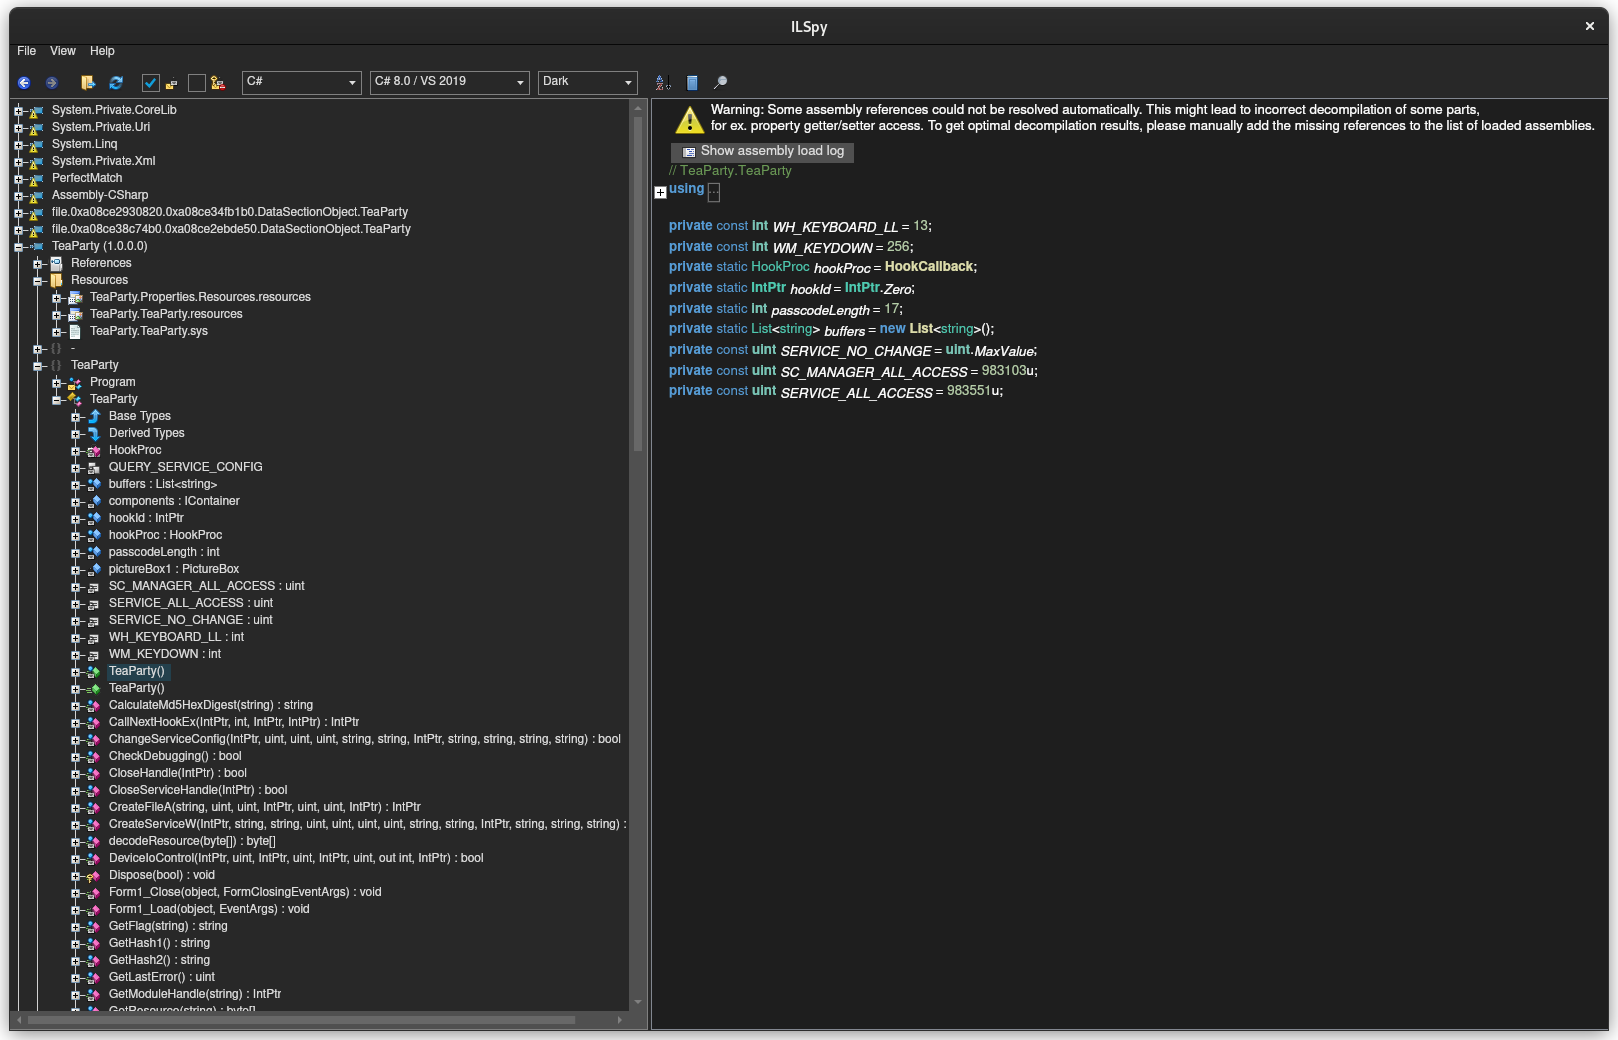 ILSpy
File View Help
C# C# 8.0 / VS 2019 Dark
System.Private.CoreLib
System.Private.Uri
System.Linq
System.Private.Xml
PerfectMatch
Assembly-CSharp
file.0xa08ce2930820.0xa08ce34fb1b0.DataSectionObject.TeaParty
file.0xa08ce38c74b0.0xa08ce2ebde50.DataSectionObject.TeaParty
TeaParty (1.0.0.0)
References
Resources
TeaParty.Properties.Resources.resources
TeaParty.TeaParty.resources
TeaParty.TeaParty.sys
-
TeaParty
Program
TeaParty
Base Types
Derived Types
HookProc
QUERY_SERVICE_CONFIG
buffers : List<string>
components : IContainer
hookId : IntPtr
hookProc : HookProc
passcodeLength : int
pictureBox1 : PictureBox
SC_MANAGER_ALL_ACCESS : uint
SERVICE_ALL_ACCESS : uint
SERVICE_NO_CHANGE : uint
WH_KEYBOARD_LL : int
WM_KEYDOWN : int
TeaParty()
TeaParty()
CalculateMd5HexDigest(string) : string
CallNextHookEx(IntPtr, int, IntPtr, IntPtr) : IntPtr
ChangeServiceConfig(IntPtr, uint, uint, uint, string, string, IntPtr, string, string, string, string) : bool
CheckDebugging() : bool
CloseHandle(IntPtr) : bool
CloseServiceHandle(IntPtr) : bool
CreateFileA(string, uint, uint, IntPtr, uint, uint, IntPtr) : IntPtr
CreateServiceW(IntPtr, string, string, uint, uint, uint, uint, string, string, IntPtr, string, string, string) :
decodeResource(byte[]) : byte[]
DeviceIoControl(IntPtr, uint, IntPtr, uint, IntPtr, uint, out int, IntPtr) : bool
Dispose(bool) : void
Form1_Close(object, FormClosingEventArgs) : void
Form1_Load(object, EventArgs) : void
GetFlag(string) : string
GetHash1() : string
GetHash2() : string
GetLastError() : uint
GetModuleHandle(string) : IntPtr
GetResource(string) : byte[]
Warning: Some assembly references could not be resolved automatically. This might lead to incorrect decompilation of some parts,
for ex. property getter/setter access. To get optimal decompilation results, please manually add the missing references to the list of loaded assemblies.
Show assembly load log
// TeaParty.TeaParty
using ...
private const int WH_KEYBOARD_LL = 13;
private const int WM_KEYDOWN = 256;
private static HookProc hookProc = HookCallback;
private static IntPtr hookId = IntPtr.Zero;
private static int passcodeLength = 17;
private static List<string> buffers = new List<string>();
private const uint SERVICE_NO_CHANGE = uint.MaxValue;
private const uint SC_MANAGER_ALL_ACCESS = 983103u;
private const uint SERVICE_ALL_ACCESS = 983551u;